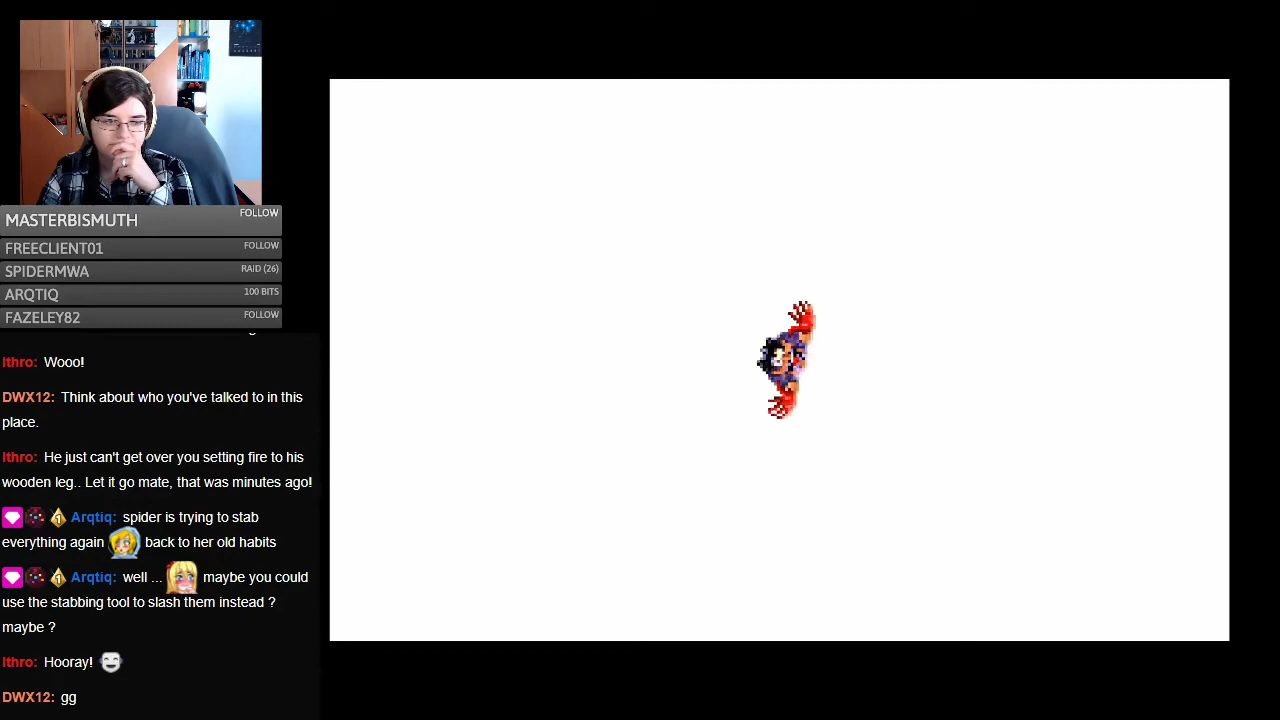 MASTERBISMUTH FOLLOW
FREECLIENT01 FOLLOW
SPIDERMWA RAID (26)
ARQTIQ 100 BITS
FAZELEY82 FOLLOW
Ithro: Wooo!
DWX12: Think about who you've talked to in this
place.
Ithro: He just can't get over you setting fire to his
wooden leg.. Let it go mate, that was minutes ago!
1 Arqtiq: spider is trying to stab
everything again back to her old habits
1 Arqtiq: well ... maybe you could
use the stabbing tool to slash them instead ?
maybe ?
Ithro: Hooray!
DWX12: gg